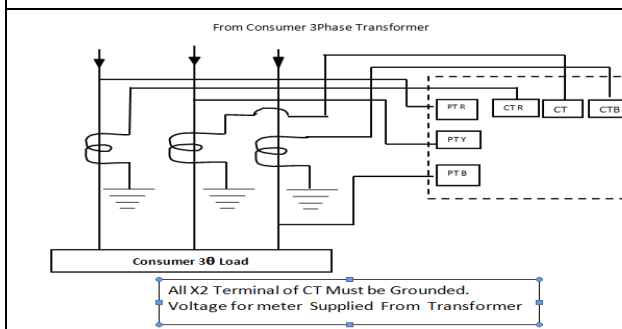 From Consumer 3Phase Transformer
PT R
CT R
CT
CTB
PT Y
PT B
Consumer 3θ Load
All X2 Terminal of CT Must be Grounded.
Voltage for meter Supplied From Transformer